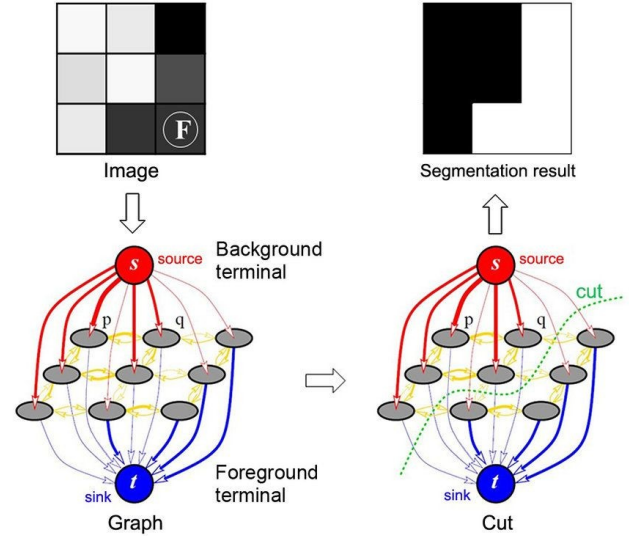 F
Image
Segmentation result
s
source
Background
terminal
p
q
t
sink
Foreground
terminal
Graph
s
source
cut
p
q
t
sink
Cut